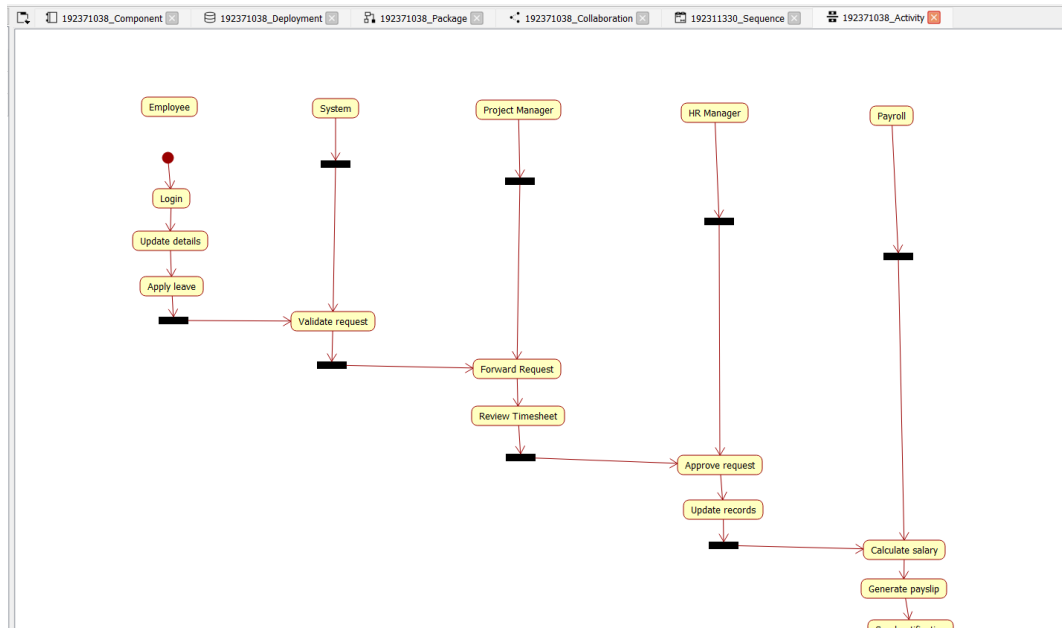 192371038_Component
192371038_Deployment
192371038_Package
192371038_Collaboration
192311330_Sequence
192371038_Activity
Employee
System
Project Manager
HR Manager
Payroll
Login
Update details
Apply leave
Validate request
Forward Request
Review Timesheet
Approve request
Update records
Calculate salary
Generate payslip